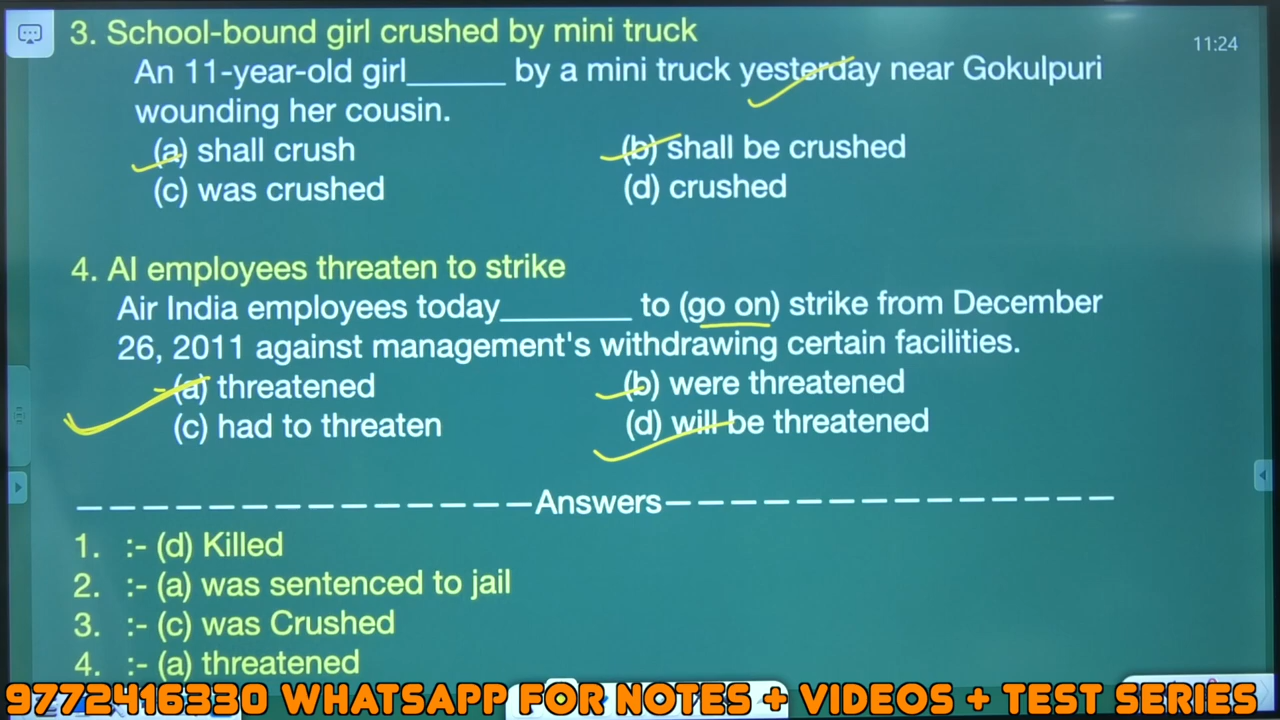 3. School-bound girl crushed by mini truck
11:24
An 11-year-old girl______ by a mini truck yesterday near Gokulpuri
wounding her cousin.
(a) shall crush (b) shall be crushed
(c) was crushed (d) crushed
4. AI employees threaten to strike
Air India employees today________ to (go on) strike from December
26, 2011 against management's withdrawing certain facilities.
(a) threatened (b) were threatened
(c) had to threaten (d) will be threatened
——————————————Answers——————————————
1. :- (d) Killed
2. :- (a) was sentenced to jail
3. :- (c) was Crushed
4. :- (a) threatened
9772416330 WHATSAPP FOR NOTES + VIDEOS + TEST SERIES